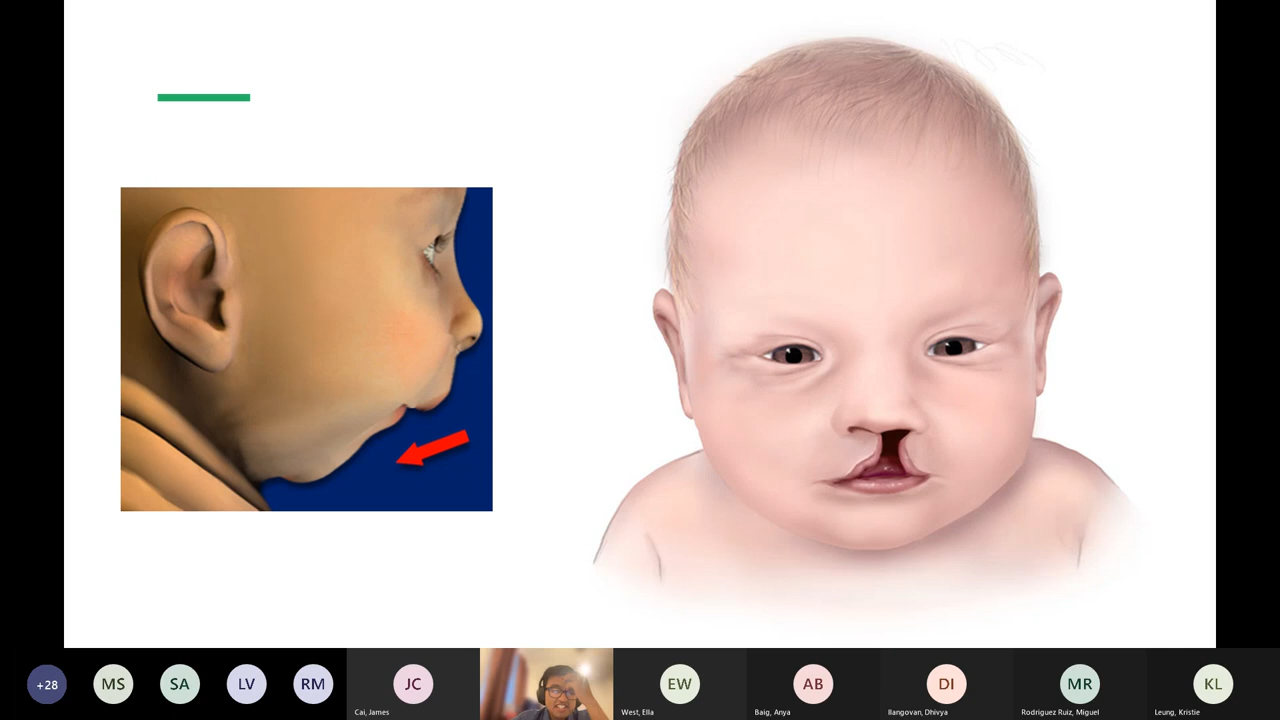 +28
MS
SA
LV
RM
JC
Cai, James
EW
West, Ella
AB
Baig, Anya
DI
Ilangovan, Dhivya
MR
Rodriguez Ruiz, Miguel
KL
Leung, Kristie